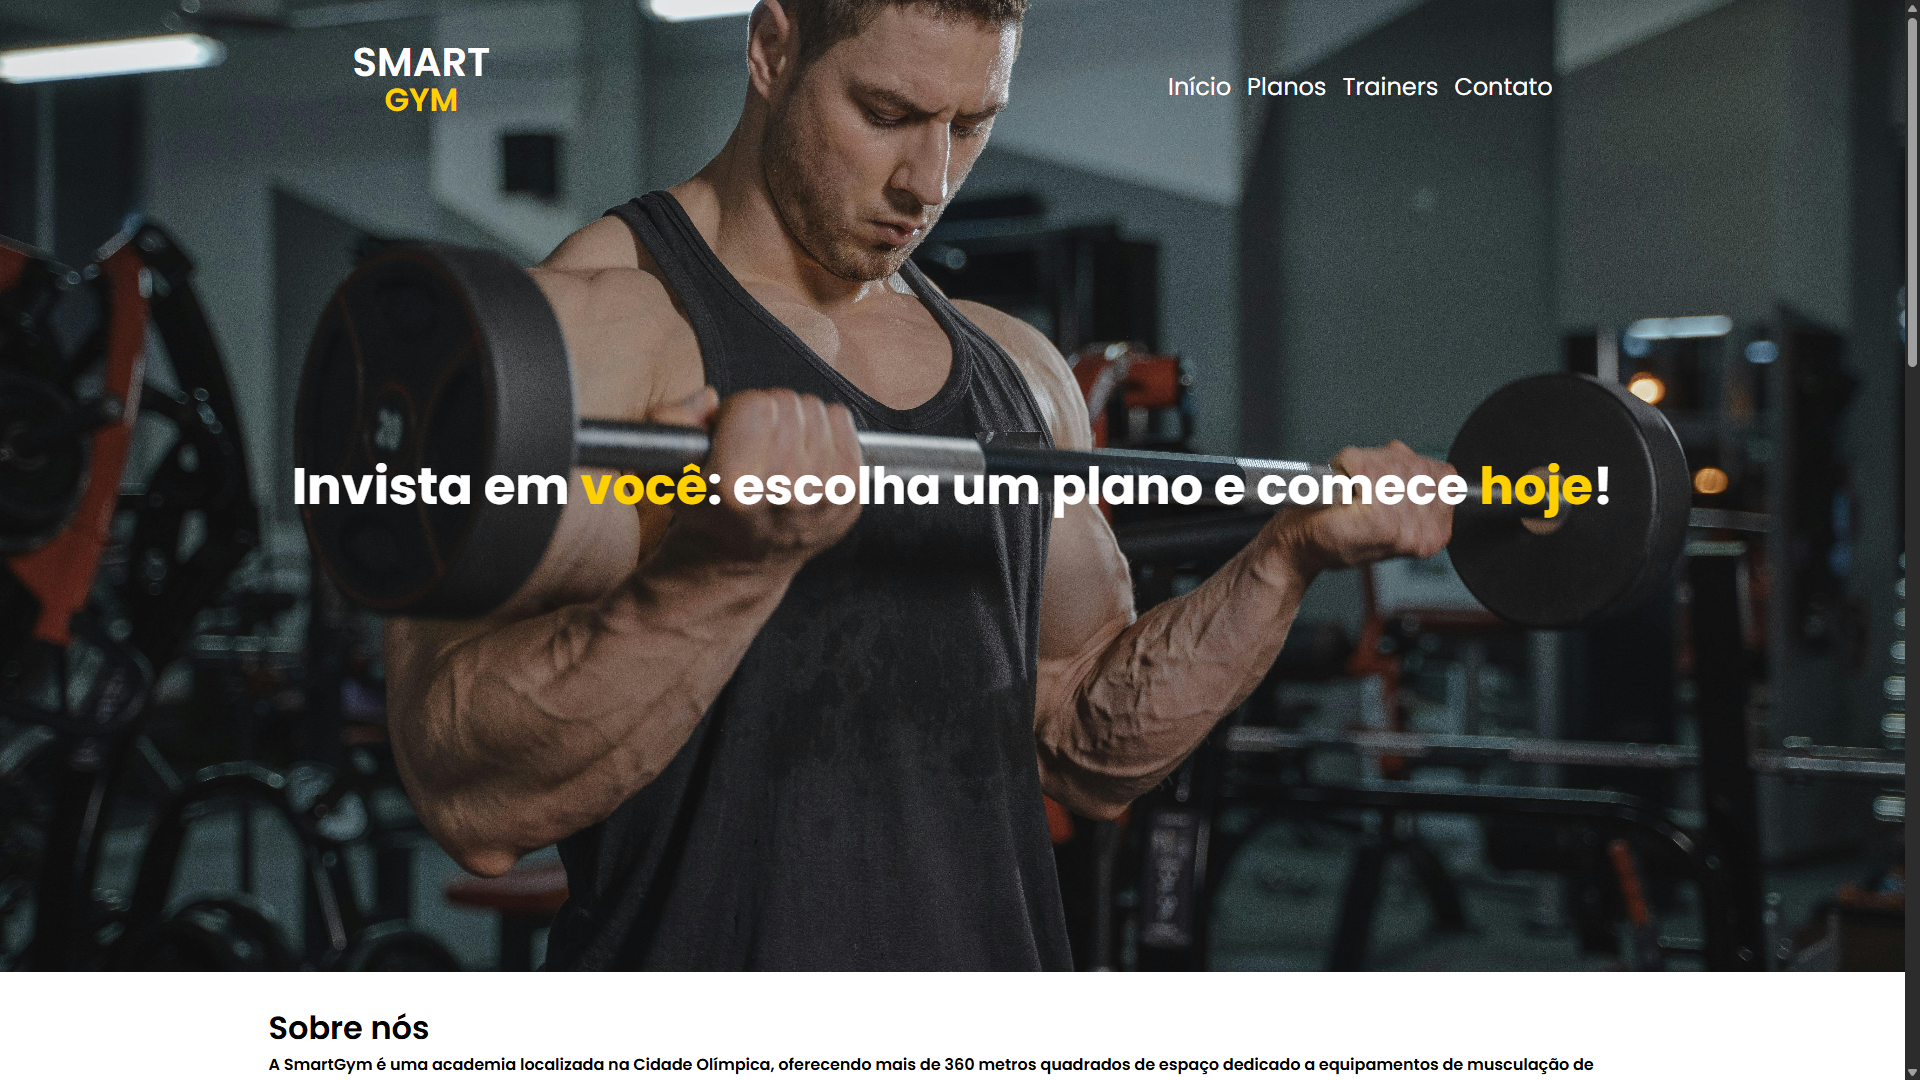 SMART
GYM
Início Planos Trainers Contato
Invista em você: escolha um plano e comece hoje!
Sobre nós
A SmartGym é uma academia localizada na Cidade Olímpica, oferecendo mais de 360 metros quadrados de espaço dedicado a equipamentos de musculação de